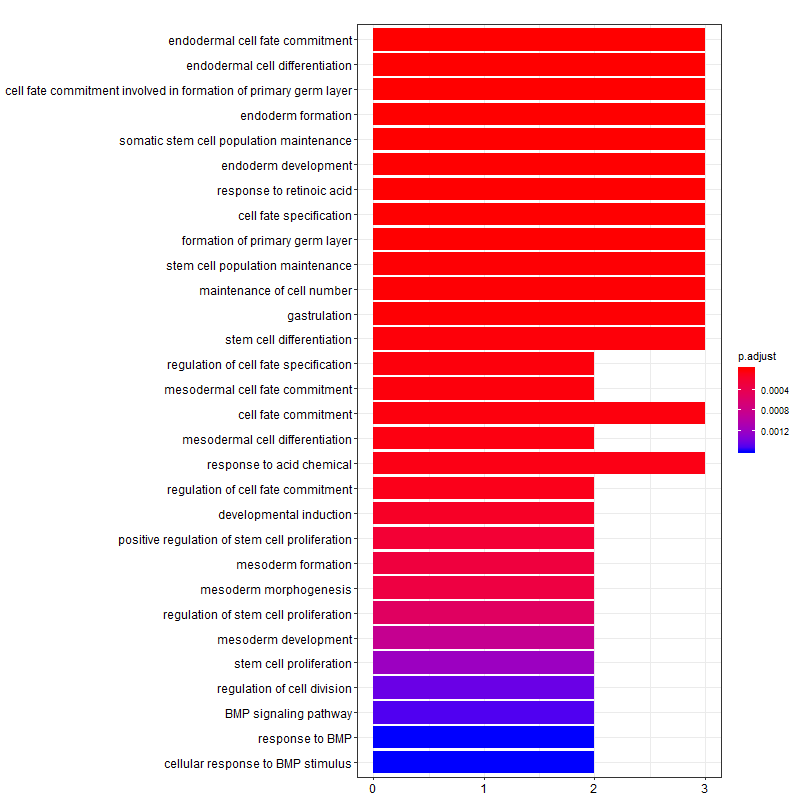 endodermal cell fate commitment
endodermal cell differentiation
cell fate commitment involved in formation of primary germ layer
endoderm formation
somatic stem cell population maintenance
endoderm development
response to retinoic acid
cell fate specification
formation of primary germ layer
stem cell population maintenance
maintenance of cell number
gastrulation
stem cell differentiation
regulation of cell fate specification
mesodermal cell fate commitment
cell fate commitment
mesodermal cell differentiation
response to acid chemical
regulation of cell fate commitment
developmental induction
positive regulation of stem cell proliferation
mesoderm formation
mesoderm morphogenesis
regulation of stem cell proliferation
mesoderm development
stem cell proliferation
regulation of cell division
BMP signaling pathway
response to BMP
cellular response to BMP stimulus
0 1 2 3
p.adjust
0.0004
0.0008
0.0012